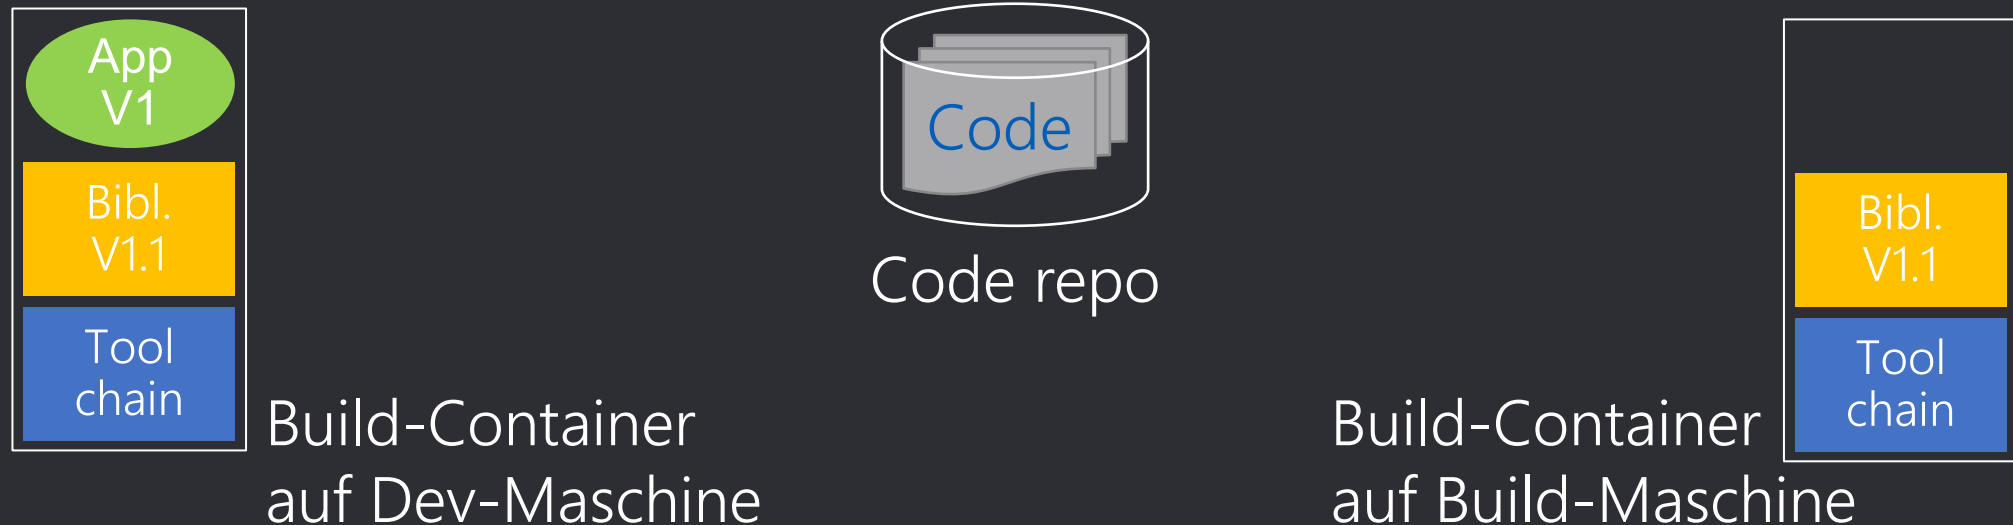 App
V1
Bibl.
V1.1
Tool
chain
Build-Container
auf Dev-Maschine
Code
Code repo
Bibl.
V1.1
Tool
chain
Build-Container
auf Build-Maschine